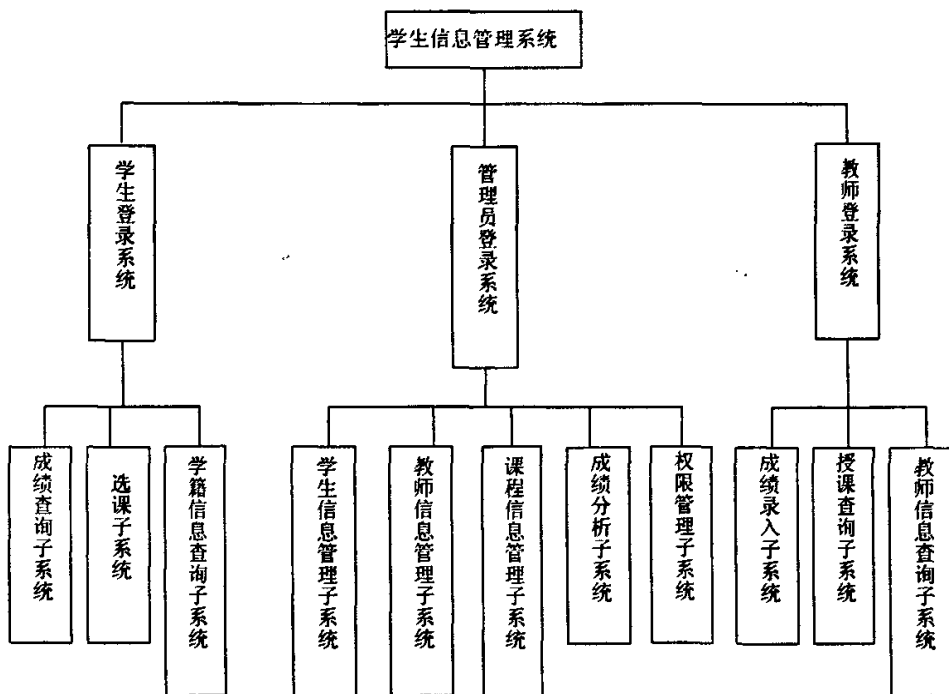 学生信息管理系统
学生登录系统
管理员登录系统
教师登录系统
成绩查询子系统
选课子系统
学籍信息查询子系统
学生信息管理子系统
教师信息管理子系统
课程信息管理子系统
成绩分析子系统
权限管理子系统
成绩录入子系统
授课查询子系统
教师信息查询子系统